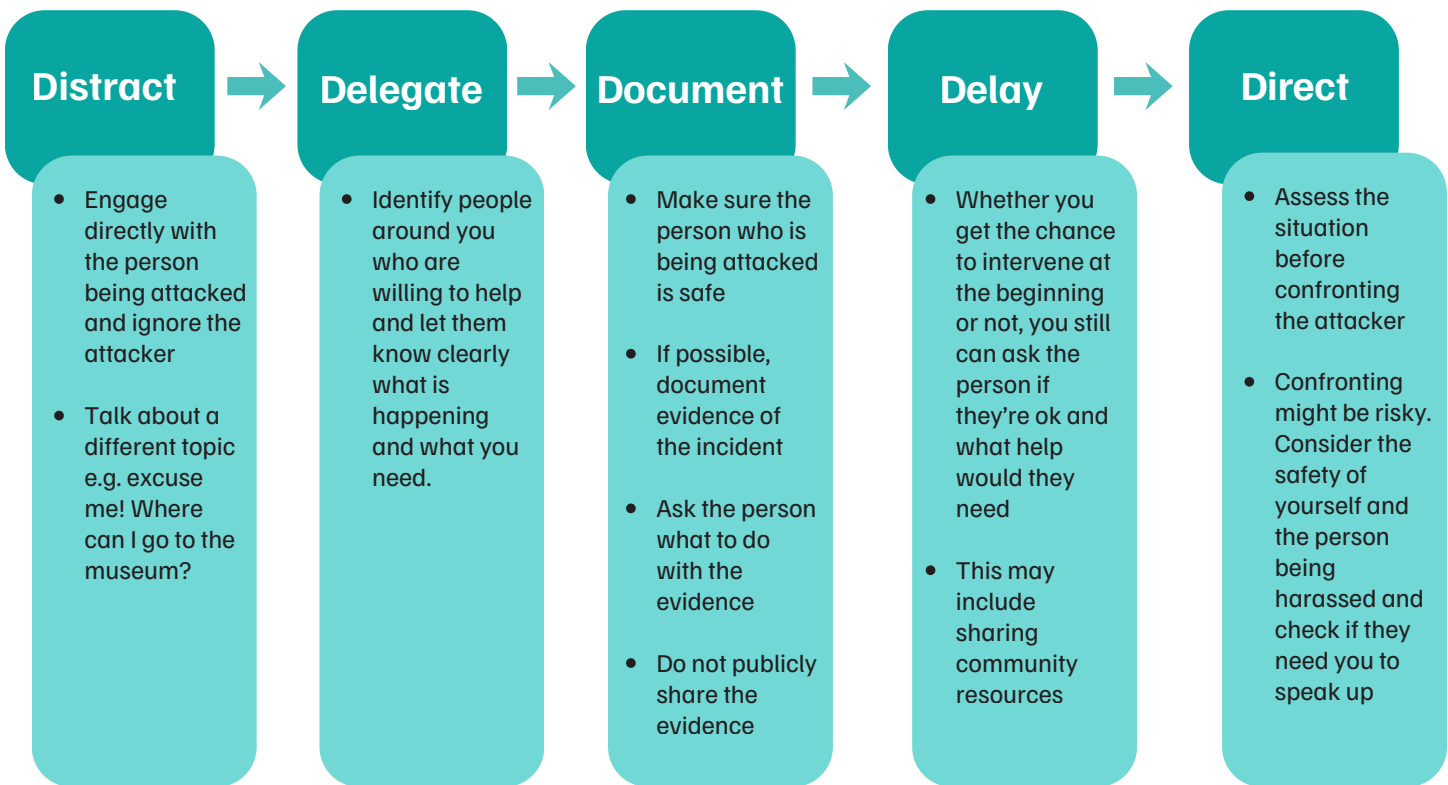 Distract
Engage
directly with
the person
being attacked
and ignore the
attacker
Talk about a
different topic
e.g. excuse
me! Where
can I go to the
museum?
Delegate
Identify people
around you
who are
willing to help
and let them
know clearly
what is
happening
and what you
need.
Document
Make sure the
person who is
being attacked
is safe
If possible,
document
evidence of
the incident
Ask the person
what to do
with the
evidence
Do not publicly
share the
evidence
Delay
Whether you
get the chance
to intervene at
the beginning
or not, you still
can ask the
person if
they're ok and
what help
would they
need
This may
include
sharing
community
resources
Direct
Assess the
situation
before
confronting
the attacker
Confronting
might be risky.
Consider the
safety of
yourself and
the person
being
harassed and
check if they
need you to
speak up